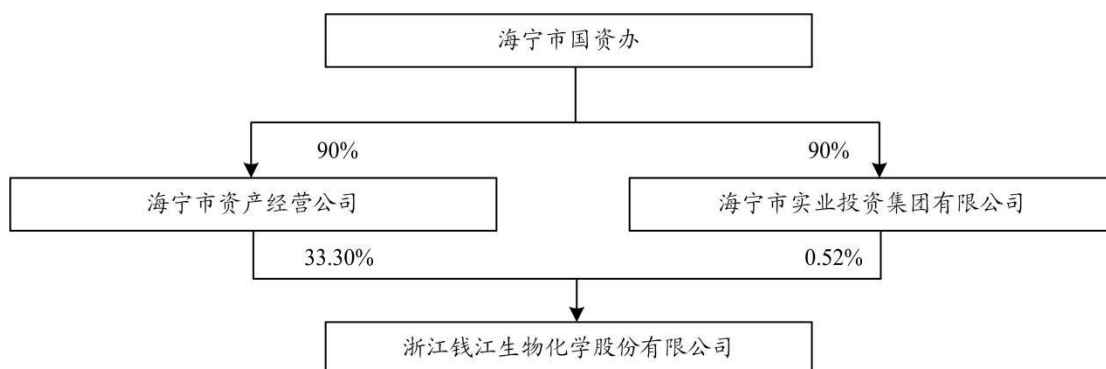 海宁市国资办
90%
90%
海宁市资产经营公司
海宁市实业投资集团有限公司
33.30%
0.52%
浙江钱江生物化学股份有限公司